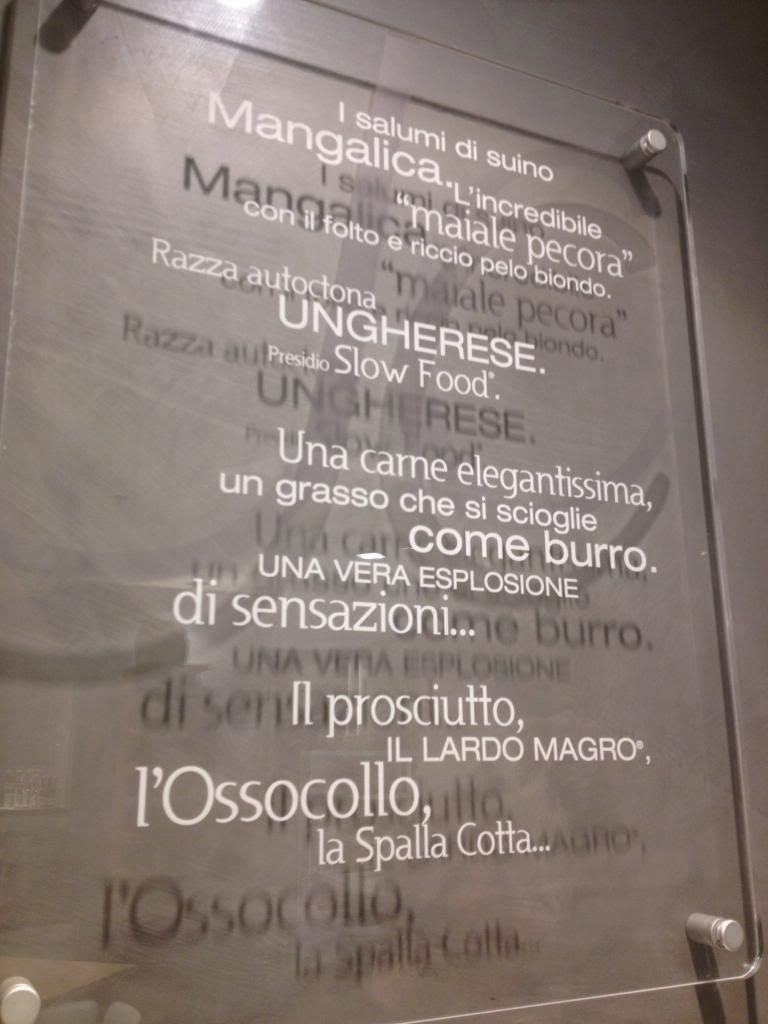 I salumi di suino
Mangalica.
L'incredibile
"maiale pecora"
con il folto e riccio pelo biondo.
Razza autoctona
UNGHERESE.
Presidio Slow Food®.
Una carne elegantissima,
un grasso che si scioglie
come burro.
UNA VERA ESPLOSIONE
di sensazioni...
Il prosciutto,
IL LARDO MAGRO®,
l'Ossocollo,
la Spalla Cotta...